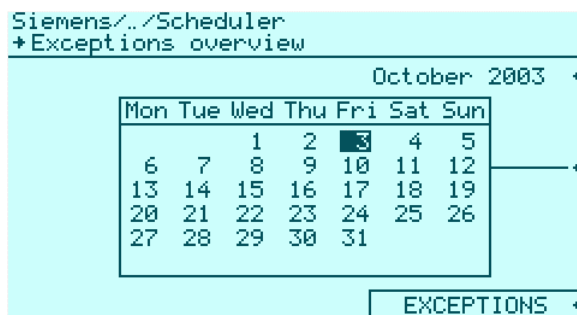 Siemens/../Scheduler
→Exceptions overview
October 2003
Mon Tue Wed Thu Fri Sat Sun
1 2 3 4 5
6 7 8 9 10 11 12
13 14 15 16 17 18 19
20 21 22 23 24 25 26
27 28 29 30 31
EXCEPTIONS